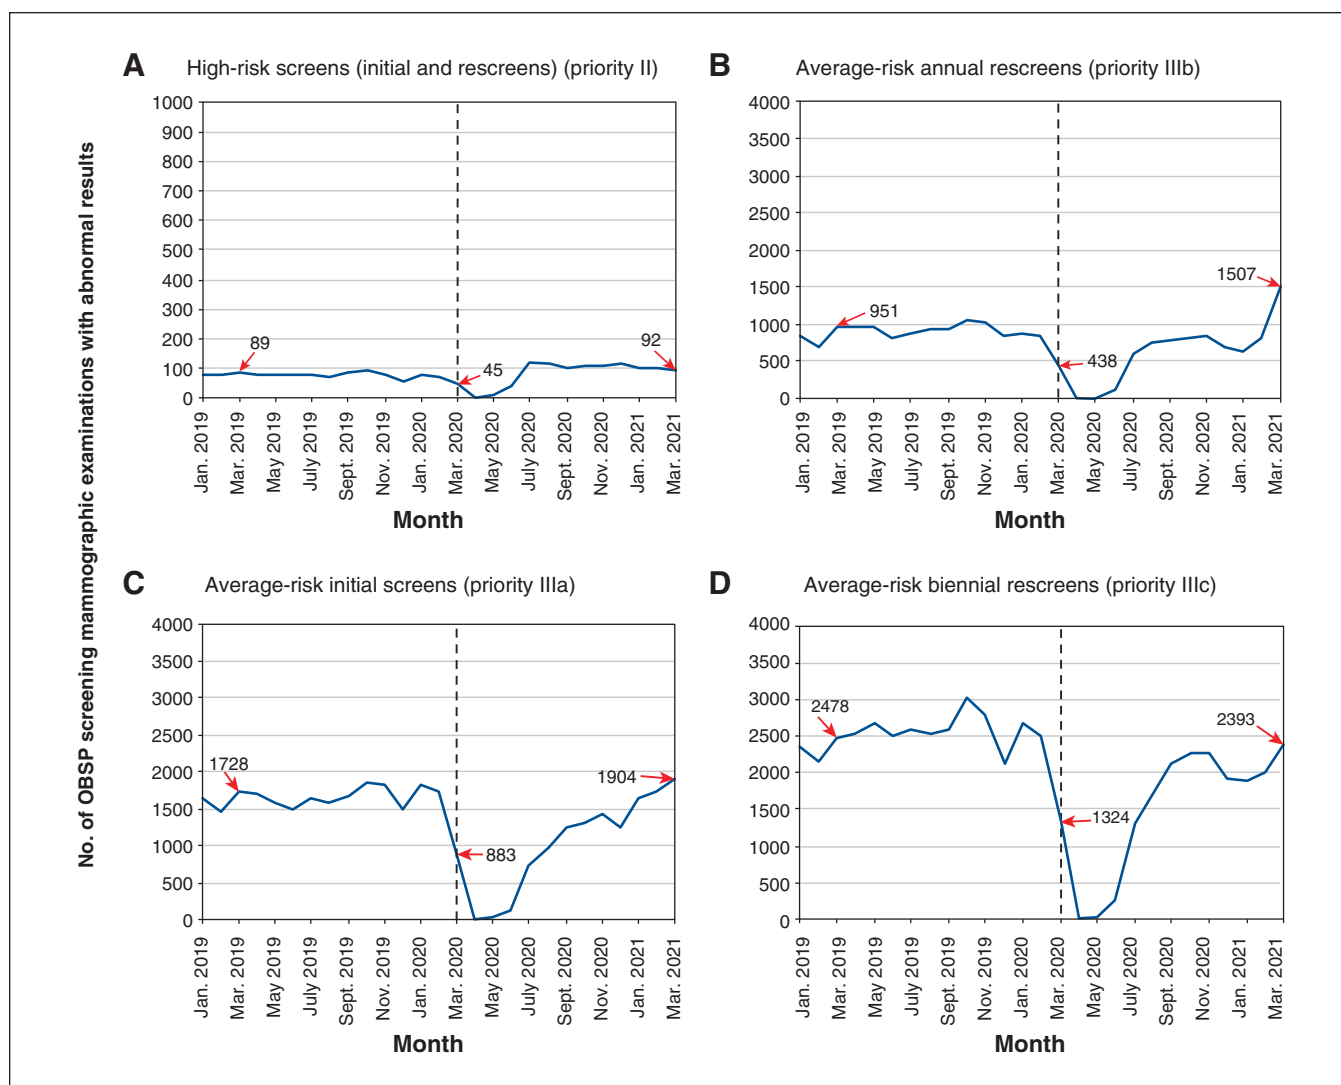 No. of OBSP screening mammographic examinations with abnormal results
A High-risk screens (initial and rescreens) (priority II)
1000
900
800
700
600
500
400
300
200
100
0
89
45
92
Jan. 2019
Mar. 2019
May 2019
July 2019
Sept. 2019
Nov. 2019
Jan. 2020
Mar. 2020
May 2020
July 2020
Sept. 2020
Nov. 2020
Jan. 2021
Mar. 2021
Month
B Average-risk annual rescreens (priority IIIb)
4000
3500
3000
2500
2000
1500
1000
500
0
951
438
1507
Jan. 2019
Mar. 2019
May 2019
July 2019
Sept. 2019
Nov. 2019
Jan. 2020
Mar. 2020
May 2020
July 2020
Sept. 2020
Nov. 2020
Jan. 2021
Mar. 2021
Month
C Average-risk initial screens (priority IIIa)
4000
3500
3000
2500
2000
1500
1000
500
0
1728
883
1904
Jan. 2019
Mar. 2019
May 2019
July 2019
Sept. 2019
Nov. 2019
Jan. 2020
Mar. 2020
May 2020
July 2020
Sept. 2020
Nov. 2020
Jan. 2021
Mar. 2021
Month
D Average-risk biennial rescreens (priority IIIc)
4000
3500
3000
2500
2000
1500
1000
500
0
2478
1324
2393
Jan. 2019
Mar. 2019
May 2019
July 2019
Sept. 2019
Nov. 2019
Jan. 2020
Mar. 2020
May 2020
July 2020
Sept. 2020
Nov. 2020
Jan. 2021
Mar. 2021
Month